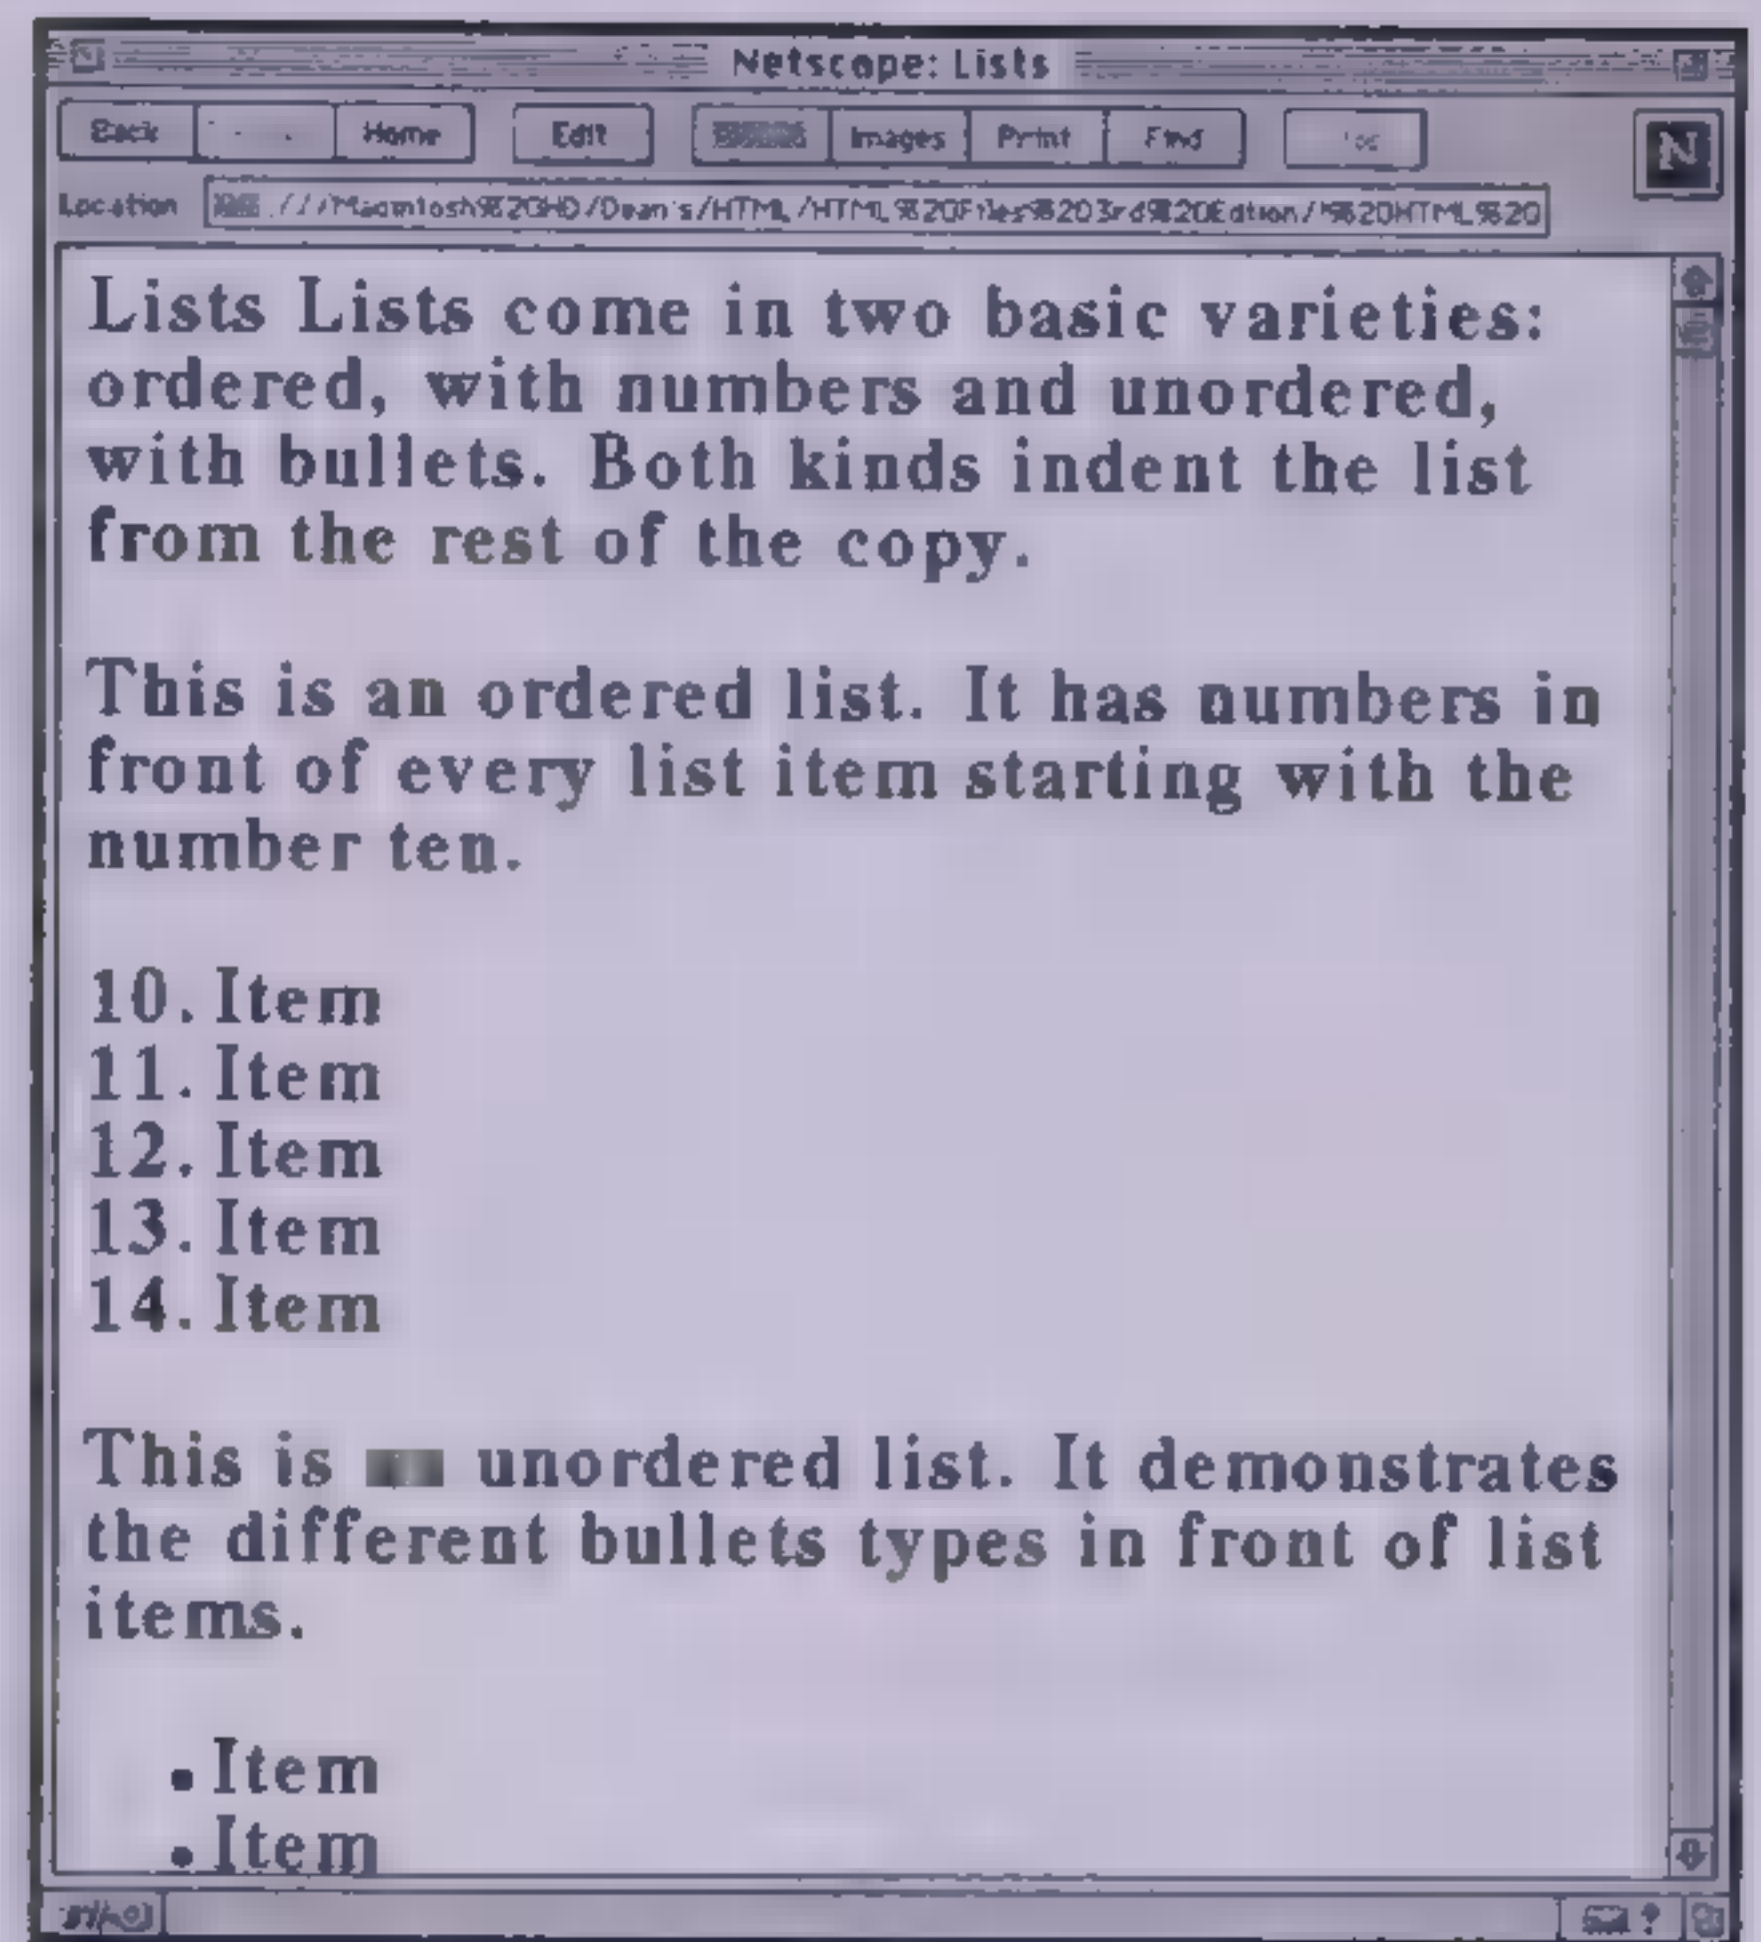 Netscape: Lists
Back Home Edit Images Print Find
Location
Lists Lists come in two basic varieties:
ordered, with numbers and unordered,
with bullets. Both kinds indent the list
from the rest of the copy.
This is an ordered list. It has numbers in
front of every list item starting with the
number ten.
10. Item
11. Item
12. Item
13. Item
14. Item
This is unordered list. It demonstrates
the different bullets types in front of list
items.
• Item
• Item